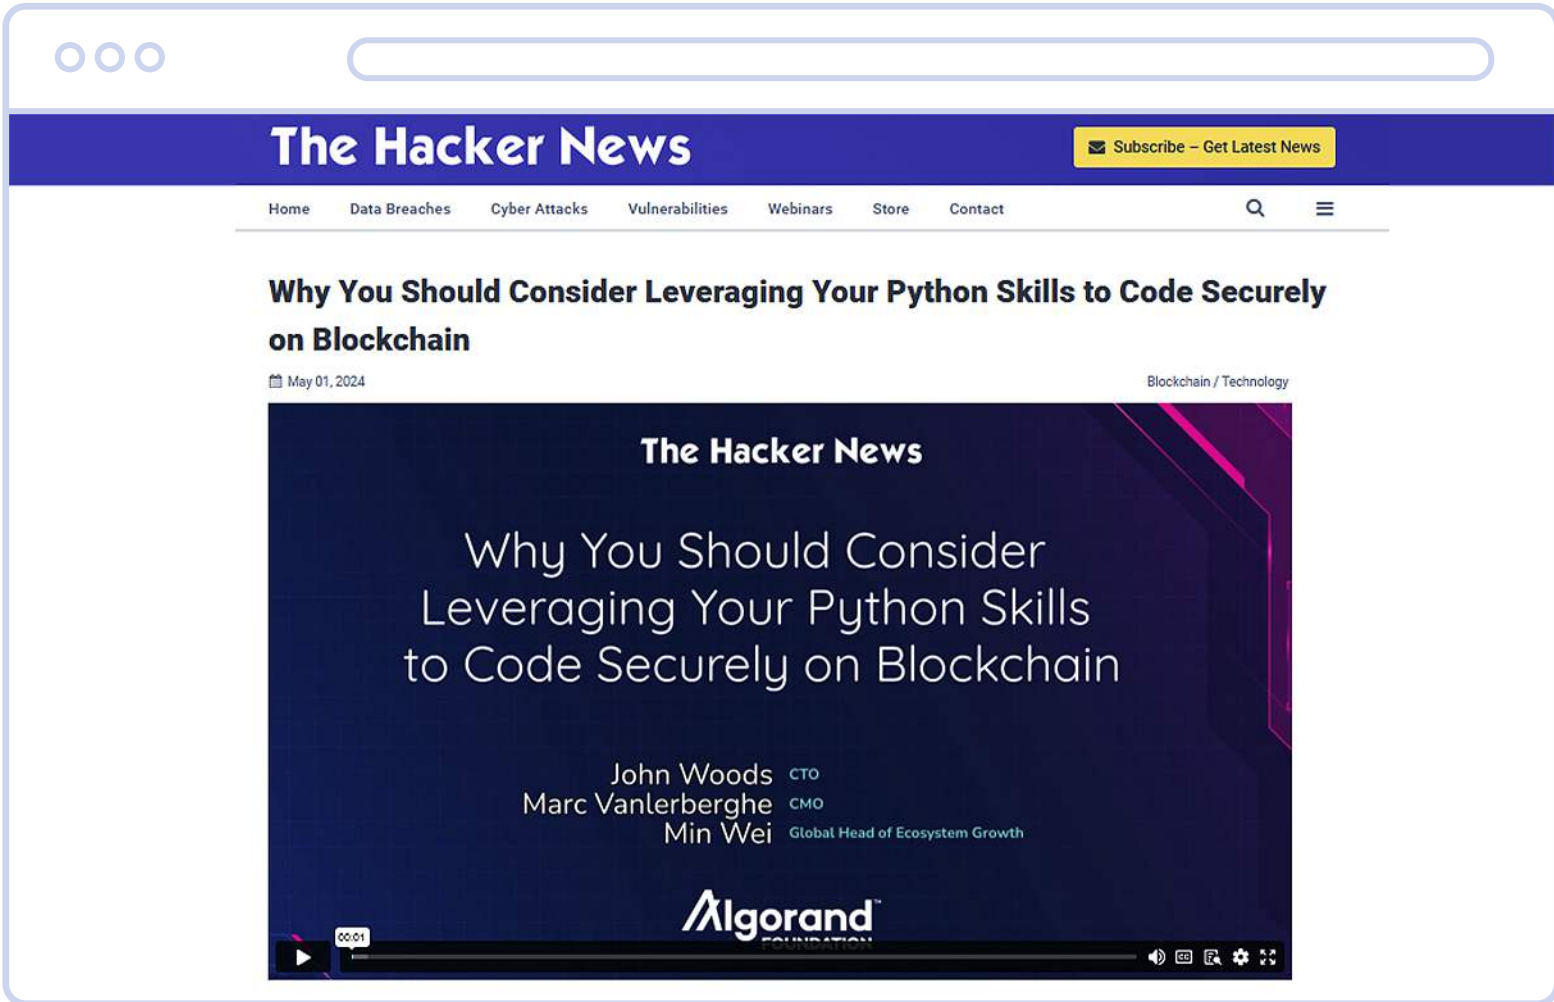 The Hacker News
Subscribe – Get Latest News
Home Data Breaches Cyber Attacks Vulnerabilities Webinars Store Contact
Why You Should Consider Leveraging Your Python Skills to Code Securely
on Blockchain
May 01, 2024
Blockchain / Technology
The Hacker News
Why You Should Consider
Leveraging Your Python Skills
to Code Securely on Blockchain
John Woods CTO
Marc Vanlerberghe CMO
Min Wei Global Head of Ecosystem Growth
Algorand™
FOUNDATION
00:01
CC